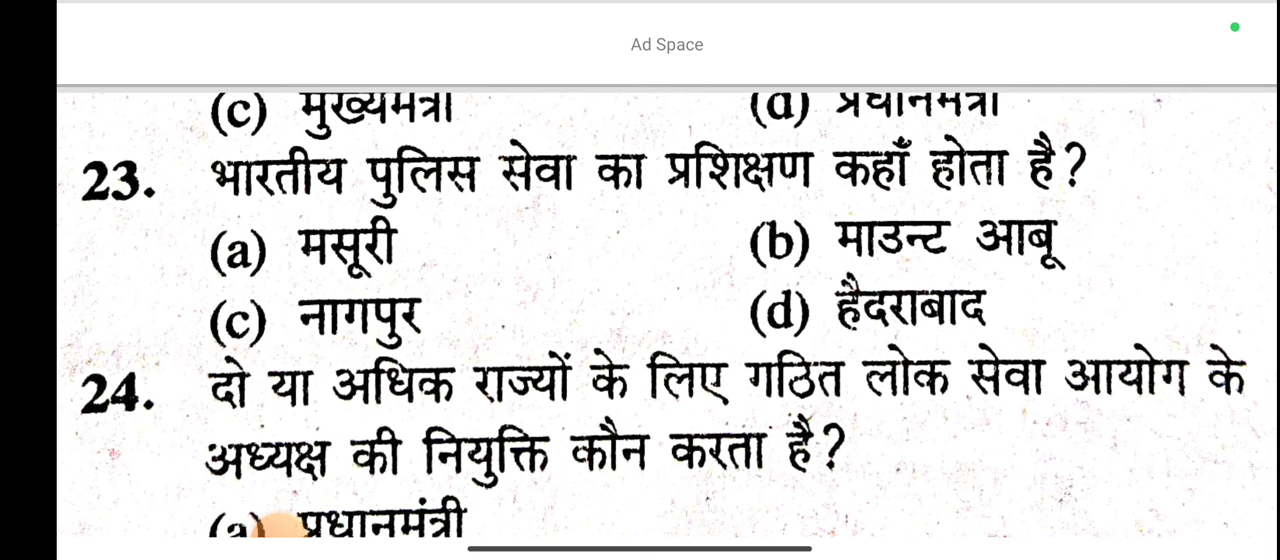 Ad Space
(c) मुख्यमंत्री (d) प्रधानमंत्री
23. भारतीय पुलिस सेवा का प्रशिक्षण कहाँ होता है?
(a) मसूरी (b) माउन्ट आबू
(c) नागपुर (d) हैदराबाद
24. दो या अधिक राज्यों के लिए गठित लोक सेवा आयोग के
अध्यक्ष की नियुक्ति कौन करता है?
(a) प्रधानमंत्री